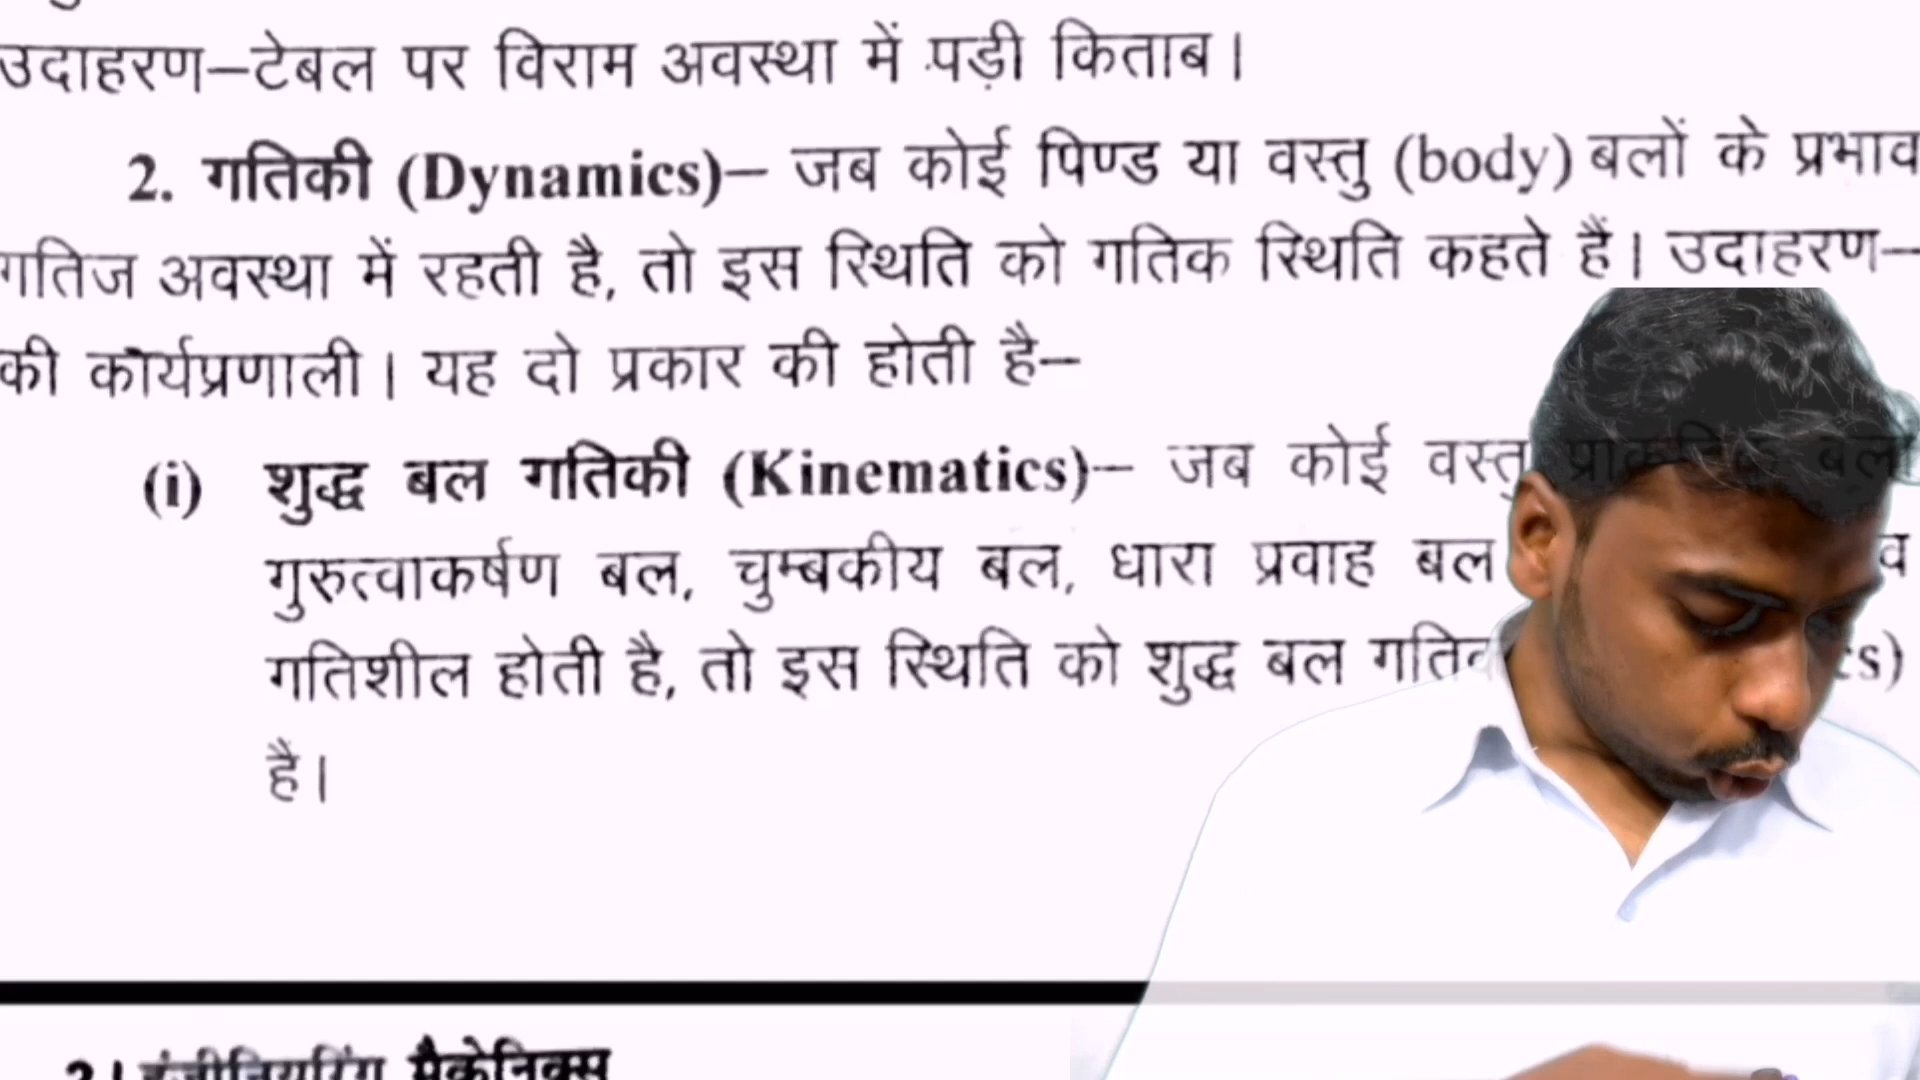 उदाहरण–टेबल पर विराम अवस्था में पड़ी किताब।
2. गतिकी (Dynamics)– जब कोई पिण्ड या वस्तु (body) बलों के प्रभाव
गतिज अवस्था में रहती है, तो इस स्थिति को गतिक स्थिति कहते हैं। उदाहरण–
की कार्यप्रणाली। यह दो प्रकार की होती है–
(i) शुद्ध बल गतिकी (Kinematics)– जब कोई वस्तु
गुरुत्वाकर्षण बल, चुम्बकीय बल, धारा प्रवाह बल
गतिशील होती है, तो इस स्थिति को शुद्ध बल
है।
2 | इंजीनियरिंग मैकेनिक्स